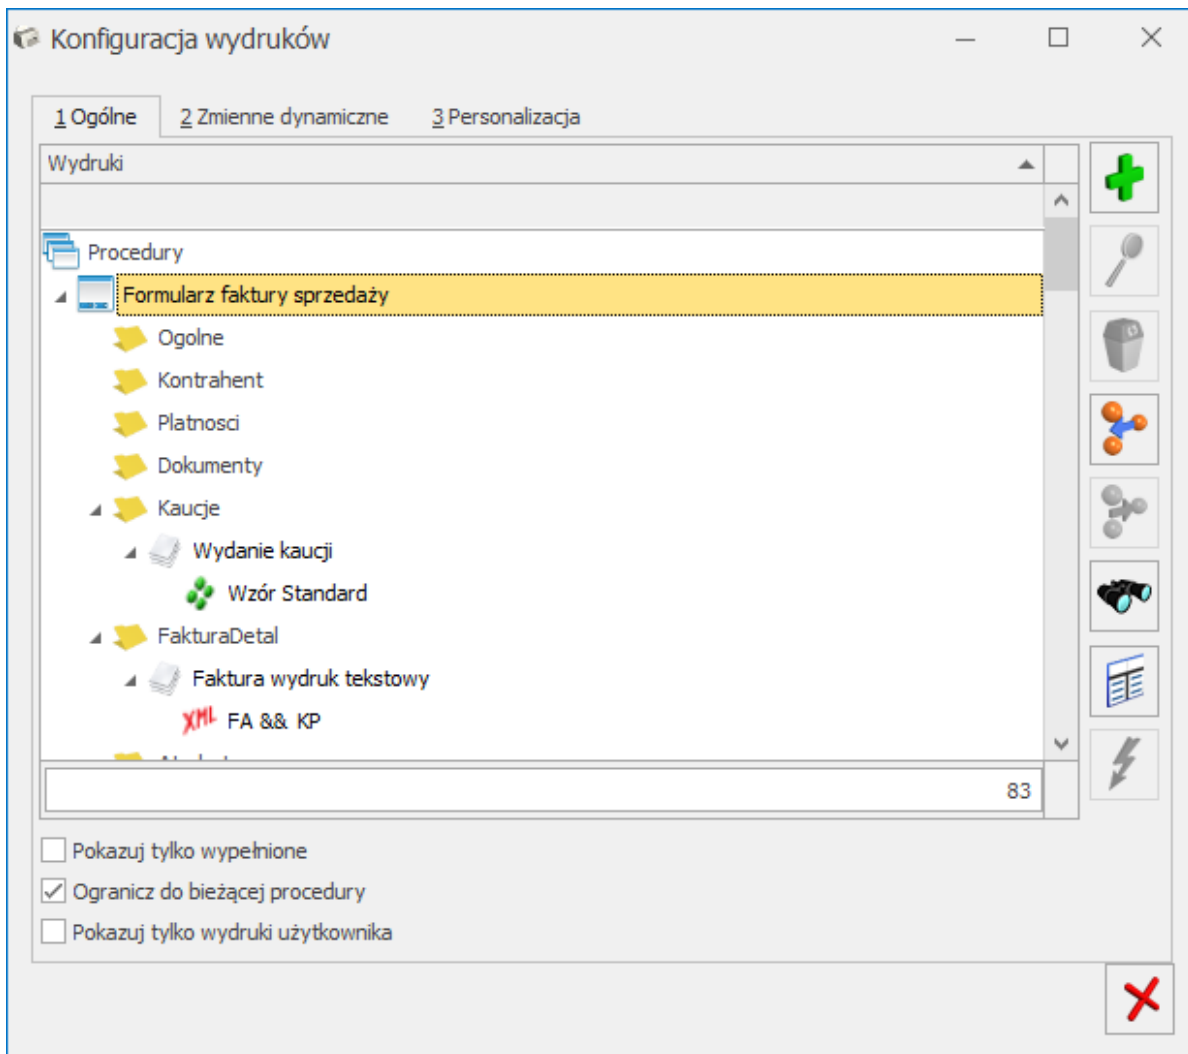 Konfiguracja wydruków
1 Ogólne 2 Zmienne dynamiczne 3 Personalizacja
Wydruki
Procedury
Formularz faktury sprzedaży
Ogolne
Kontrahent
Platnosci
Dokumenty
Kaucje
Wydanie kaucji
Wzór Standard
FakturaDetal
Faktura wydruk tekstowy
XML FA && KP
83
Pokazuj tylko wypełnione
Ogranicz do bieżącej procedury
Pokazuj tylko wydruki użytkownika